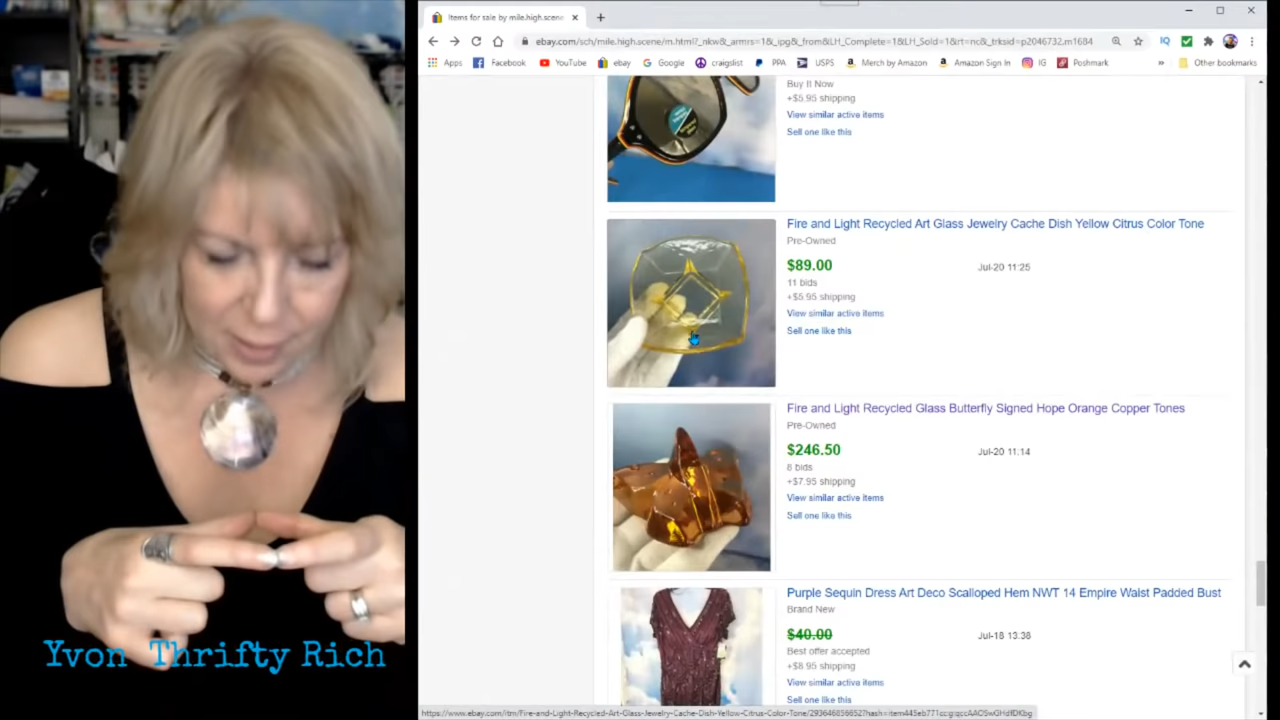 Items for sale by mile.high.scene
ebay.com/sch/mile.high.scene/m.html?_nkw&_armrs=1&_ipg&_from&LH_Complete=1&LH_Sold=1&rt=nc&_trksid=p2046732.m1684
Apps Facebook YouTube ebay Google craigslist PPA USPS Merch by Amazon Amazon Sign In IG Poshmark » Other bookmarks
Buy It Now
+$5.95 shipping
View similar active items
Sell one like this
Fire and Light Recycled Art Glass Jewelry Cache Dish Yellow Citrus Color Tone
Pre-Owned
$89.00 Jul-20 11:25
11 bids
+$5.95 shipping
View similar active items
Sell one like this
Fire and Light Recycled Glass Butterfly Signed Hope Orange Copper Tones
Pre-Owned
$246.50 Jul-20 11:14
8 bids
+$7.95 shipping
View similar active items
Sell one like this
Purple Sequin Dress Art Deco Scalloped Hem NWT 14 Empire Waist Padded Bust
Brand New
$40.00 Jul-18 13:38
Best offer accepted
+$8.95 shipping
View similar active items
Sell one like this
Yvon Thrifty Rich